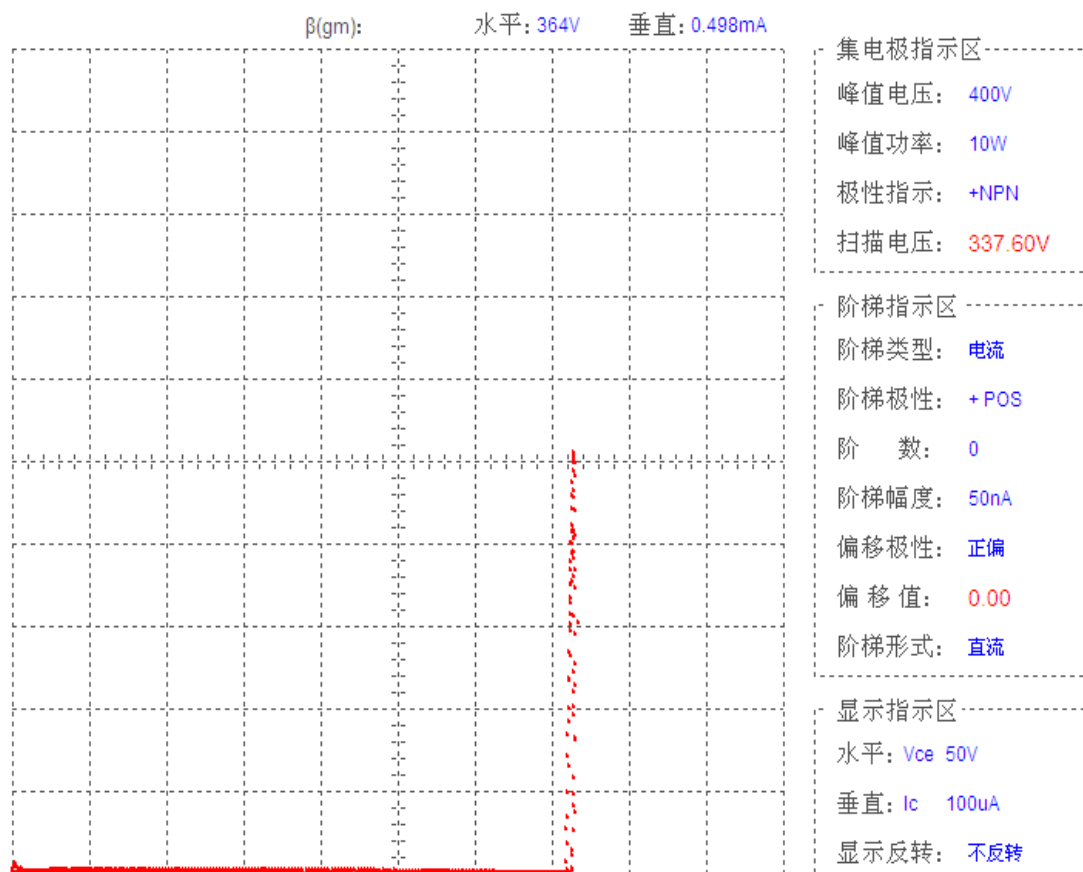 β(gm): 水平: 364V 垂直: 0.498mA
集电极指示区
峰值电压: 400V
峰值功率: 10W
极性指示: +NPN
扫描电压: 337.60V
阶梯指示区
阶梯类型: 电流
阶梯极性: + POS
阶 数: 0
阶梯幅度: 50nA
偏移极性: 正偏
偏 移 值: 0.00
阶梯形式: 直流
显示指示区
水平: Vce 50V
垂直: Ic 100uA
显示反转: 不反转